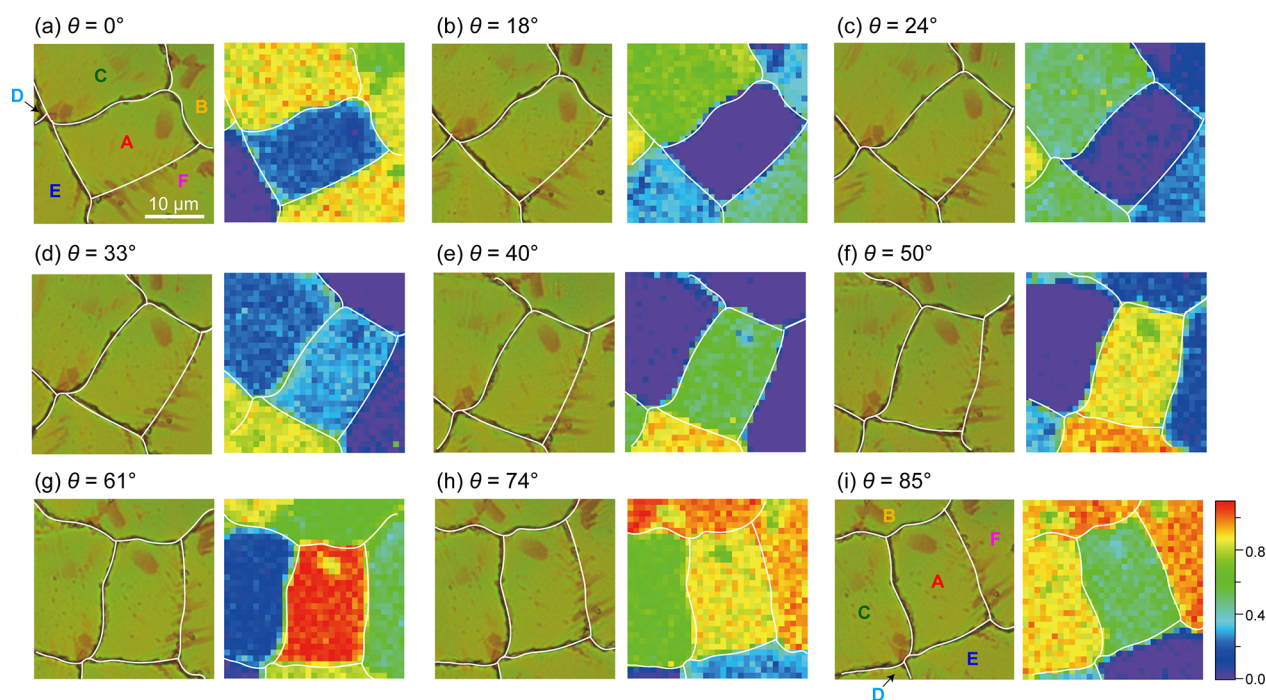 (a) θ = 0°
(b) θ = 18°
(c) θ = 24°
C
D
B
A
E
F
10 μm
(d) θ = 33°
(e) θ = 40°
(f) θ = 50°
(g) θ = 61°
(h) θ = 74°
(i) θ = 85°
B
F
A
C
E
D
0.8
0.4
0.0